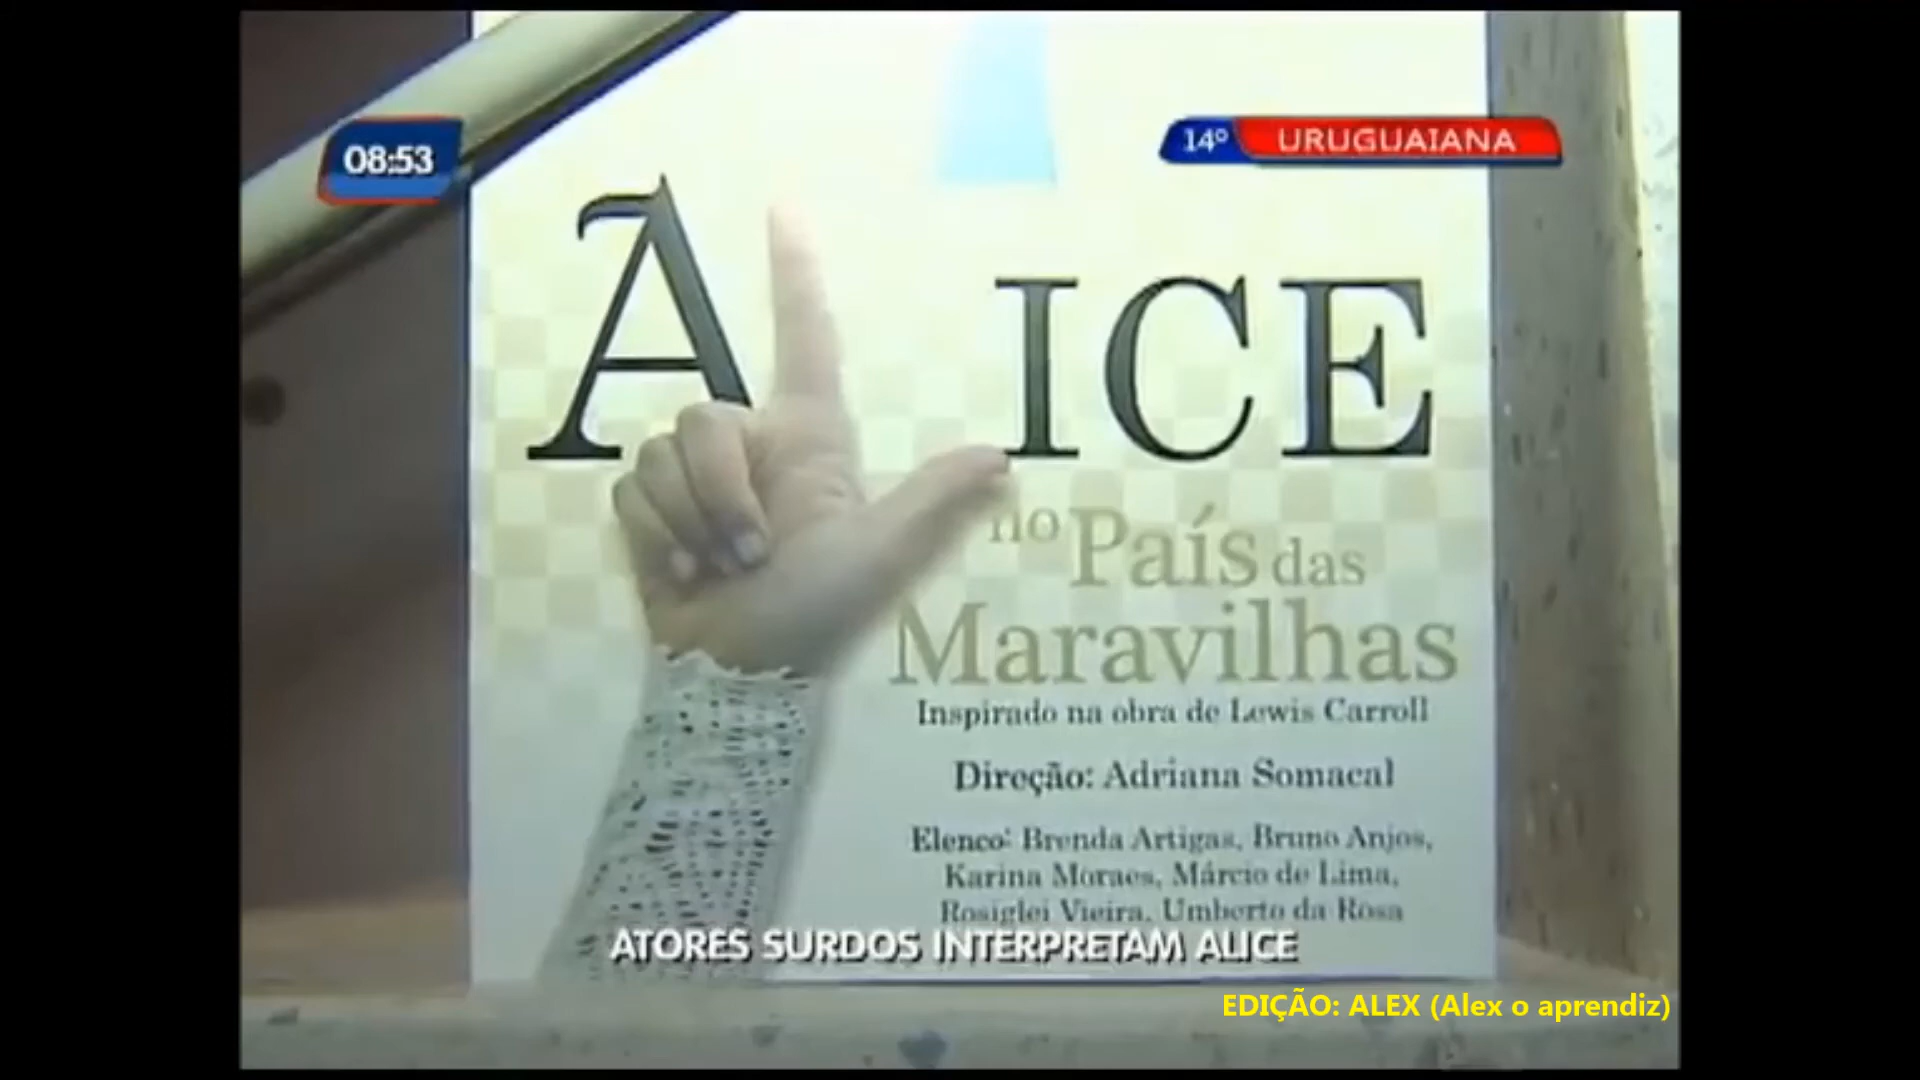 08:53
14º URUGUAIANA
A ICE
no País das
Maravilhas
Inspirado na obra de Lewis Carroll
Direção: Adriana Somacal
Elenco: Brenda Artigas, Bruno Anjos,
Karina Moraes, Márcio de Lima,
Rosiglei Vieira, Umberto da Rosa
ATORES SURDOS INTERPRETAM ALICE
EDIÇÃO: ALEX (Alex o aprendiz)